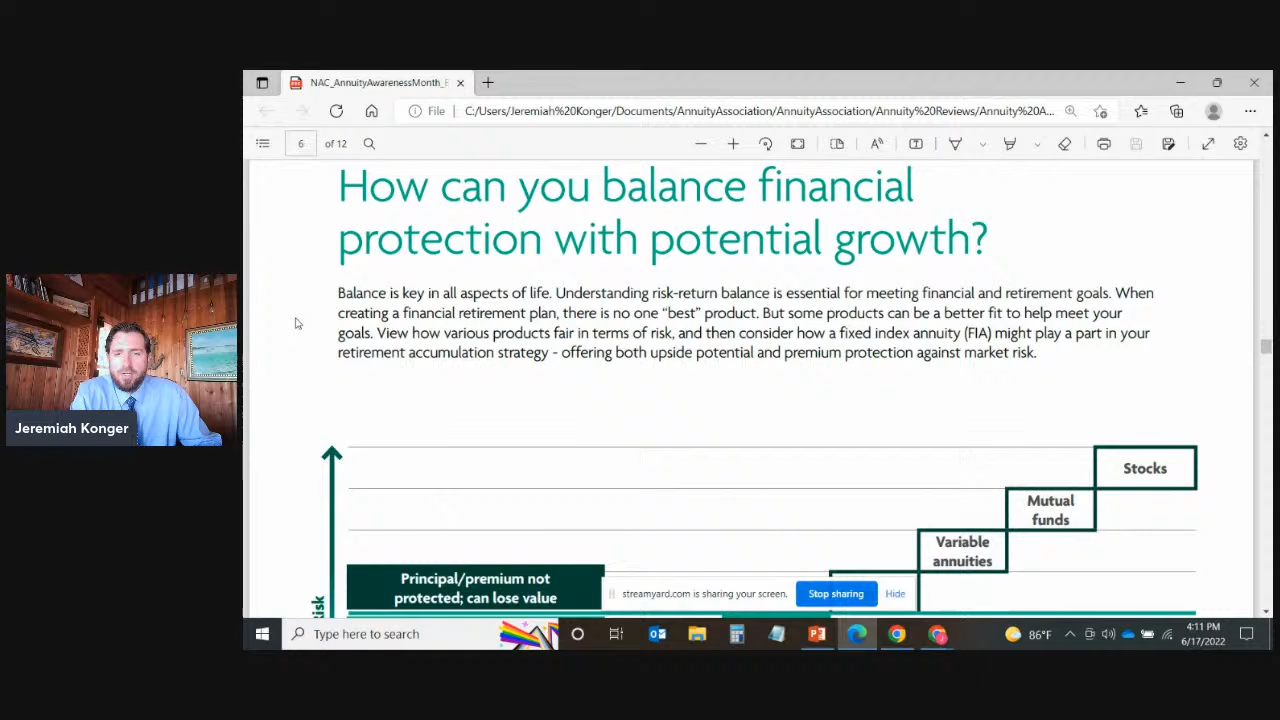 NAC_AnnuityAwarenessMonth_E
File
C:/Users/Jeremiah%20Konger/Documents/AnnuityAssociation/AnnuityAssociation/Annuity%20Reviews/Annuity%20A...
6 of 12
How can you balance financial
protection with potential growth?
Balance is key in all aspects of life. Understanding risk-return balance is essential for meeting financial and retirement goals. When
creating a financial retirement plan, there is no one “best” product. But some products can be a better fit to help meet your
goals. View how various products fair in terms of risk, and then consider how a fixed index annuity (FIA) might play a part in your
retirement accumulation strategy - offering both upside potential and premium protection against market risk.
Jeremiah Konger
Stocks
Mutual
funds
Variable
annuities
Principal/premium not
protected; can lose value
streamyard.com is sharing your screen.
Stop sharing
Hide
Type here to search
86°F
4:11 PM
6/17/2022